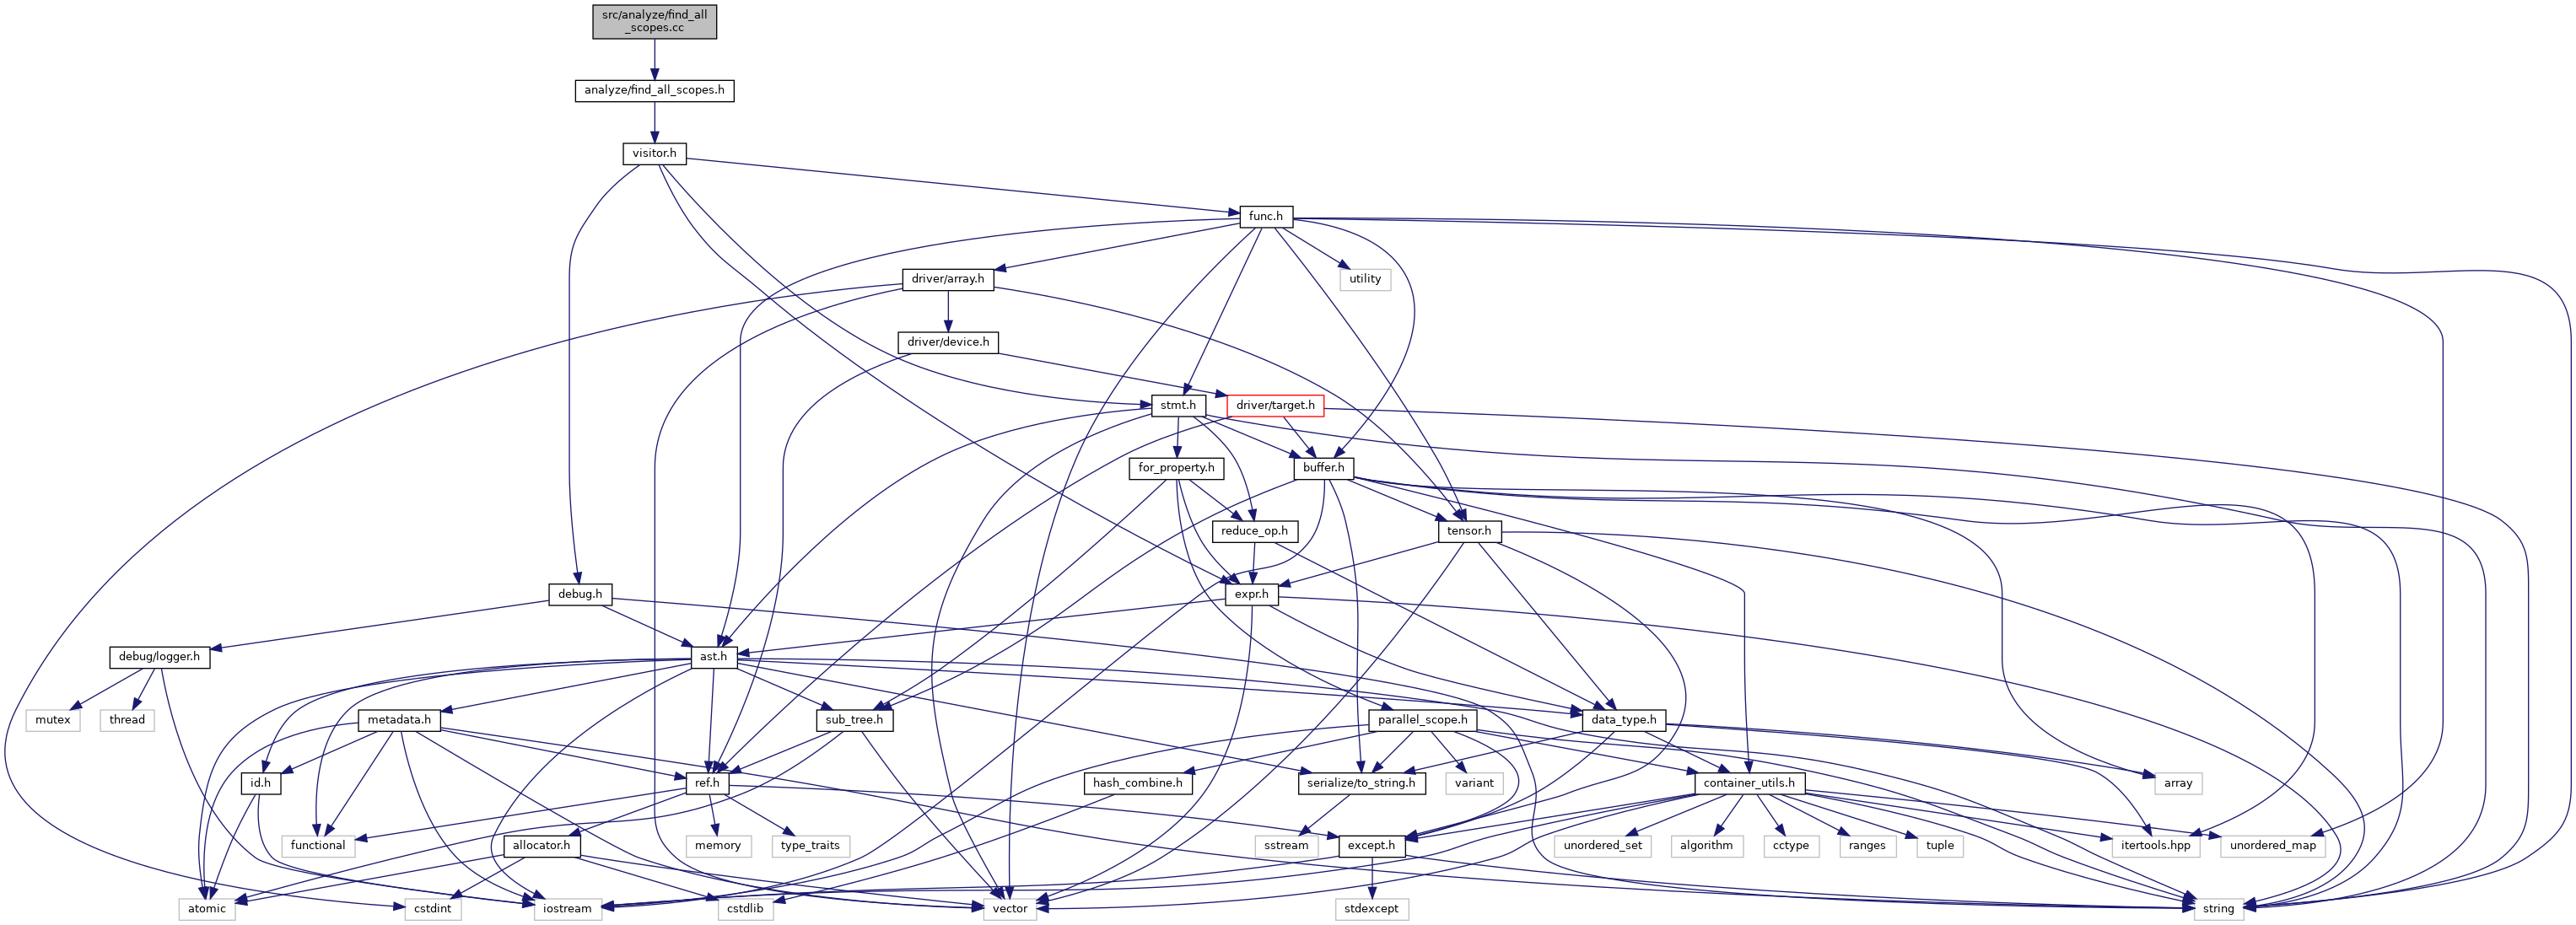 src/analyze/find_all
_scopes.cc
analyze/find_all_scopes.h
visitor.h
func.h
driver/array.h
utility
driver/device.h
stmt.h
driver/target.h
for_property.h
buffer.h
reduce_op.h
tensor.h
debug.h
expr.h
debug/logger.h
ast.h
mutex
thread
metadata.h
sub_tree.h
parallel_scope.h
data_type.h
id.h
ref.h
hash_combine.h
serialize/to_string.h
variant
container_utils.h
array
functional
allocator.h
memory
type_traits
sstream
except.h
unordered_set
algorithm
cctype
ranges
tuple
itertools.hpp
unordered_map
atomic
cstdint
iostream
cstdlib
vector
stdexcept
string